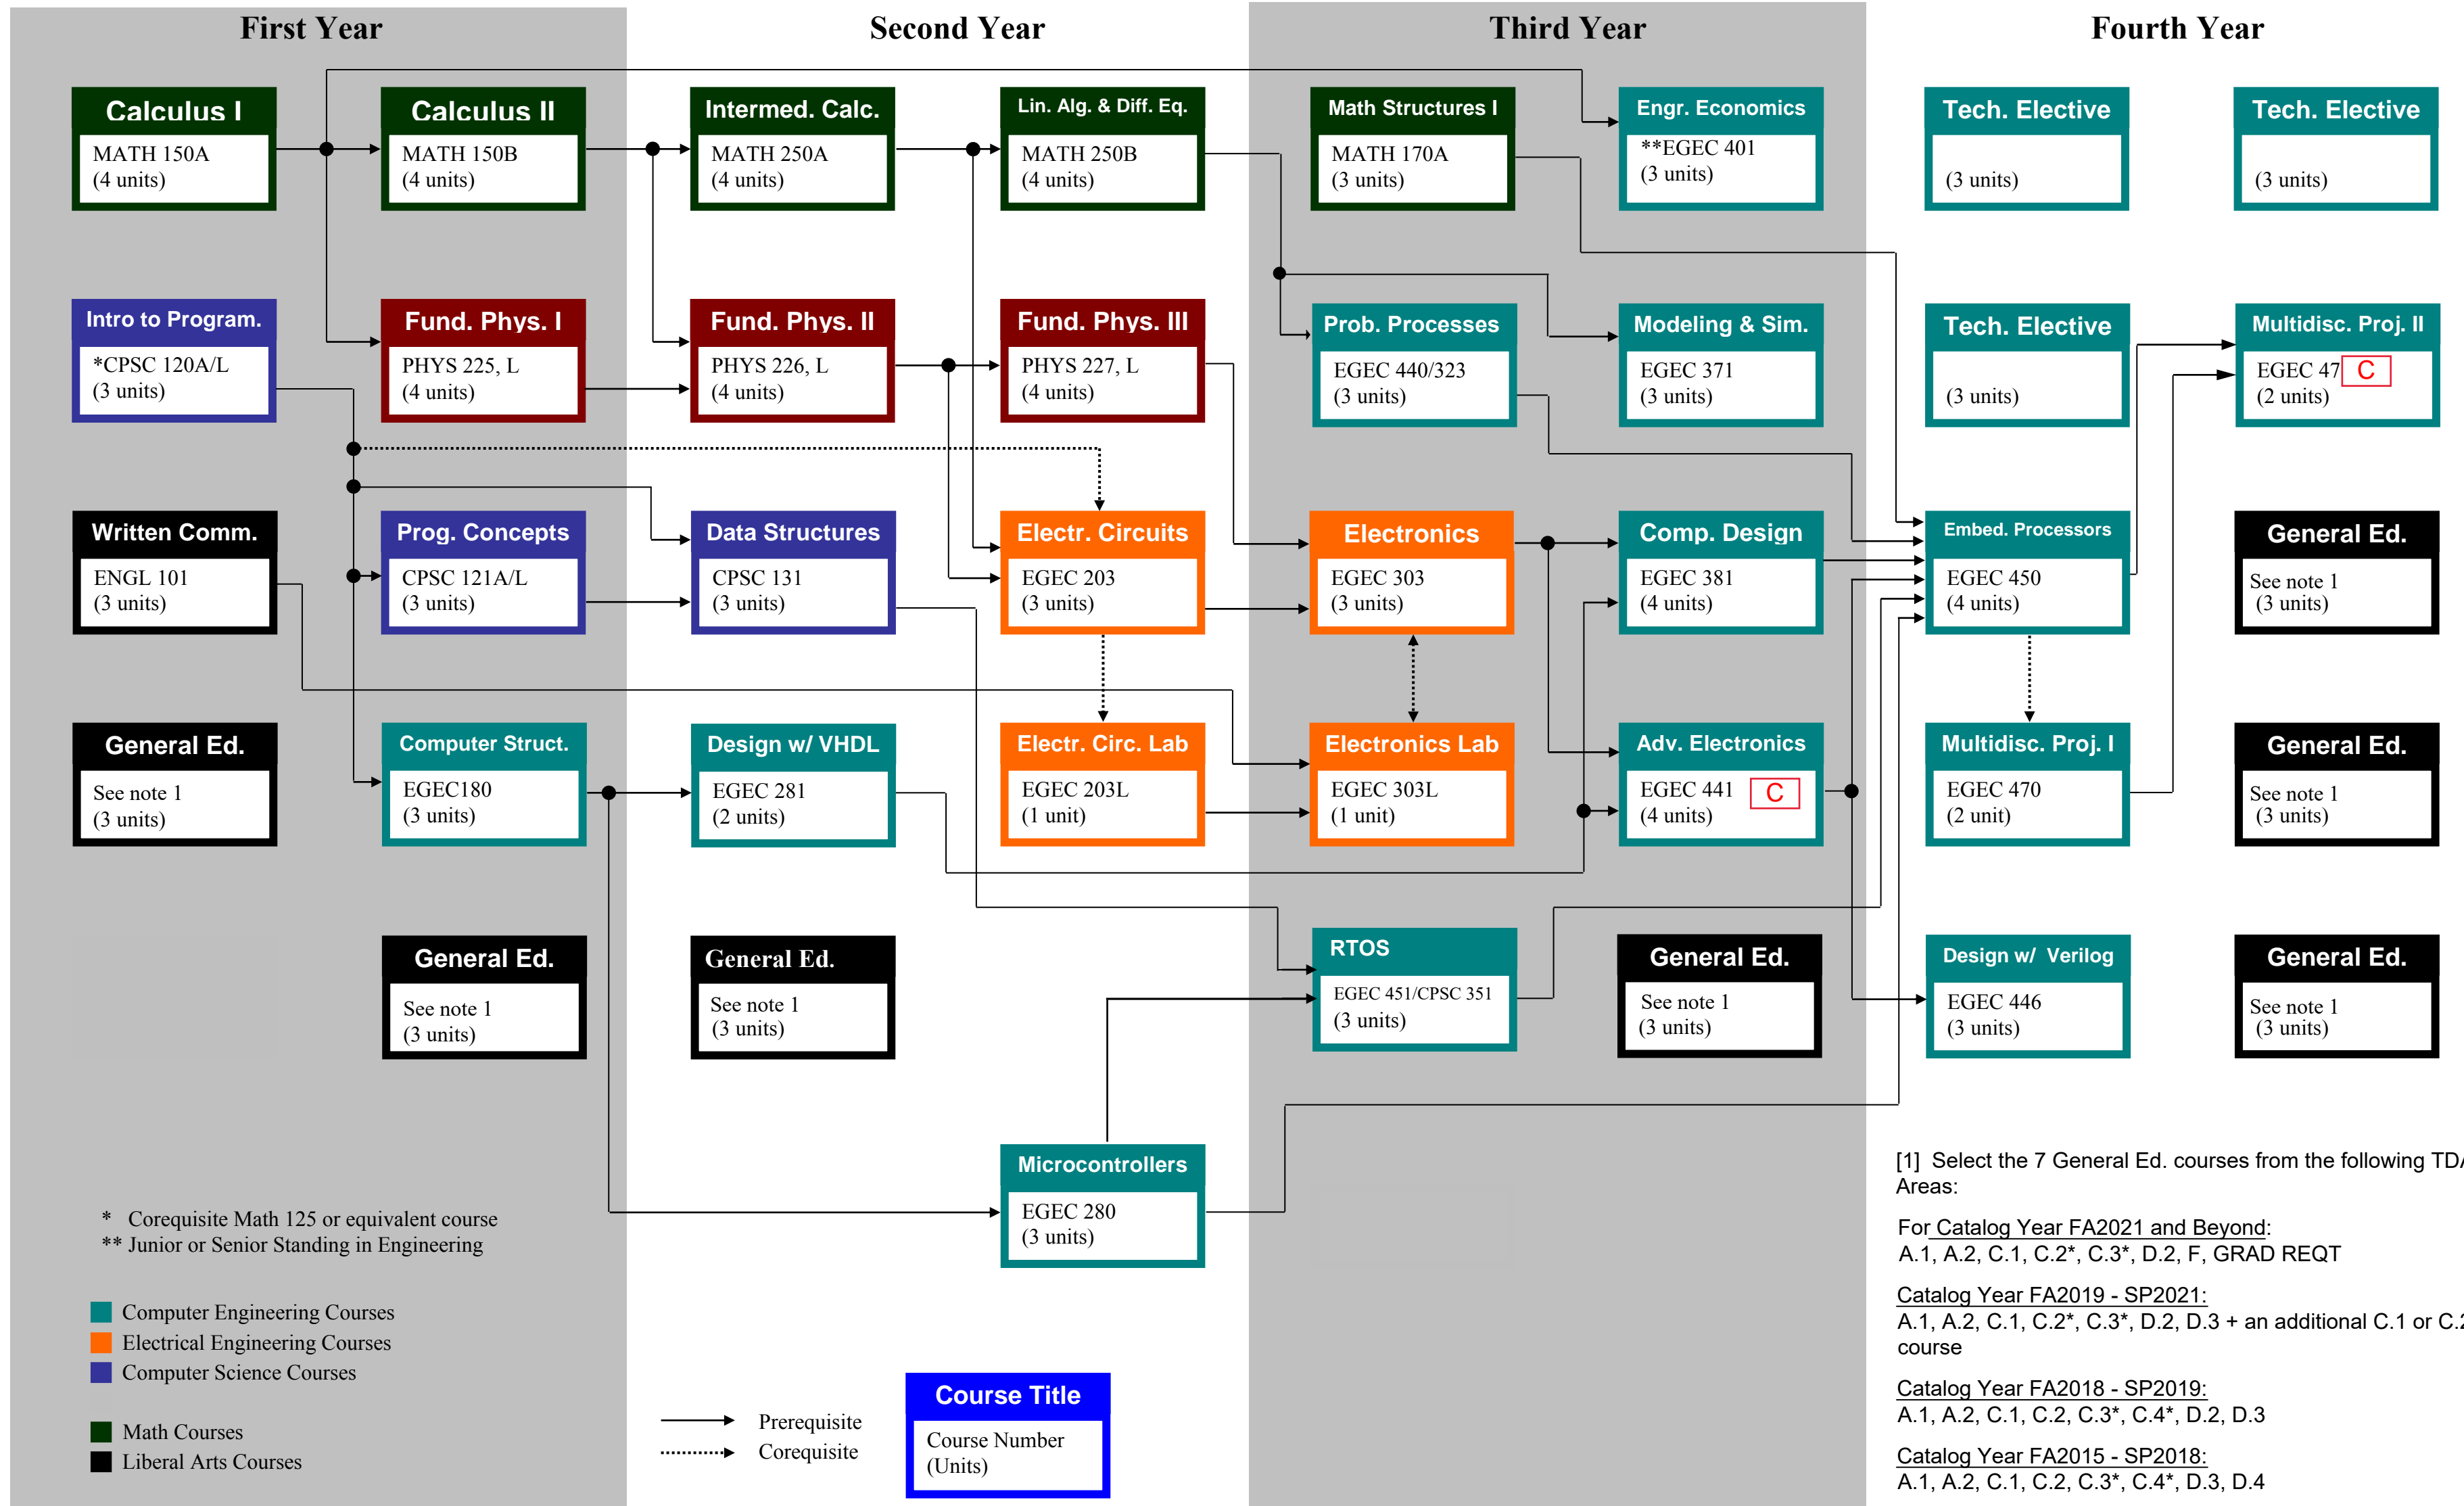 First Year
Second Year
Third Year
Fourth Year
Calculus I
MATH 150A
(4 units)
Calculus II
MATH 150B
(4 units)
Intermed. Calc.
MATH 250A
(4 units)
Lin. Alg. & Diff. Eq.
MATH 250B
(4 units)
Math Structures I
MATH 170A
(3 units)
Engr. Economics
**EGEC 401
(3 units)
Tech. Elective
(3 units)
Tech. Elective
(3 units)
Intro to Program.
*CPSC 120A/L
(3 units)
Fund. Phys. I
PHYS 225, L
(4 units)
Fund. Phys. II
PHYS 226, L
(4 units)
Fund. Phys. III
PHYS 227, L
(4 units)
Prob. Processes
EGEC 440/323
(3 units)
Modeling & Sim.
EGEC 371
(3 units)
Tech. Elective
(3 units)
Multidisc. Proj. II
EGEC 47 C
(2 units)
Written Comm.
ENGL 101
(3 units)
Prog. Concepts
CPSC 121A/L
(3 units)
Data Structures
CPSC 131
(3 units)
Electr. Circuits
EGEC 203
(3 units)
Electronics
EGEC 303
(3 units)
Comp. Design
EGEC 381
(4 units)
Embed. Processors
EGEC 450
(4 units)
General Ed.
See note 1
(3 units)
General Ed.
See note 1
(3 units)
Computer Struct.
EGEC180
(3 units)
Design w/ VHDL
EGEC 281
(2 units)
Electr. Circ. Lab
EGEC 203L
(1 unit)
Electronics Lab
EGEC 303L
(1 unit)
Adv. Electronics
EGEC 441 C
(4 units)
Multidisc. Proj. I
EGEC 470
(2 unit)
General Ed.
See note 1
(3 units)
General Ed.
See note 1
(3 units)
General Ed.
See note 1
(3 units)
RTOS
EGEC 451/CPSC 351
(3 units)
General Ed.
See note 1
(3 units)
Design w/ Verilog
EGEC 446
(3 units)
General Ed.
See note 1
(3 units)
Microcontrollers
EGEC 280
(3 units)
* Corequisite Math 125 or equivalent course
** Junior or Senior Standing in Engineering
Computer Engineering Courses
Electrical Engineering Courses
Computer Science Courses
Math Courses
Liberal Arts Courses
Prerequisite
Corequisite
Course Title
Course Number
(Units)
[1] Select the 7 General Ed. courses from the following TDA
Areas:
For Catalog Year FA2021 and Beyond:
A.1, A.2, C.1, C.2*, C.3*, D.2, F, GRAD REQT
Catalog Year FA2019 - SP2021:
A.1, A.2, C.1, C.2*, C.3*, D.2, D.3 + an additional C.1 or C.2
course
Catalog Year FA2018 - SP2019:
A.1, A.2, C.1, C.2, C.3*, C.4*, D.2, D.3
Catalog Year FA2015 - SP2018:
A.1, A.2, C.1, C.2, C.3*, C.4*, D.3, D.4